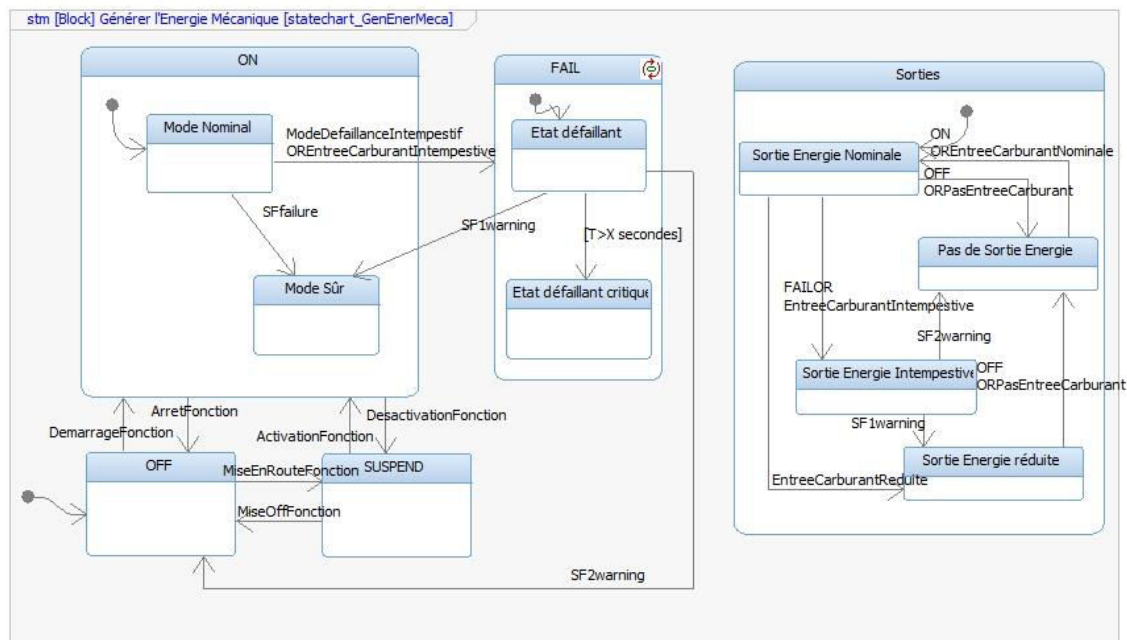 stm [Block] Générer l'Energie Mécanique [statechart_GenEnerMeca]
ON
FAIL
Sorties
Mode Nominal
ModeDefaillanceIntempestif
OREntreeCarburantIntempestive
Etat défaillant
SFfailure
SF1warning
[T>X secondes]
Mode Sûr
Etat défaillant critique
ArretFonction
DemarrageFonction
DesactivationFonction
ActivationFonction
OFF
MiseEnRouteFonction
SUSPEND
MiseOffFonction
SF2warning
Sortie Energie Nominale
ON
OREntreeCarburantNominale
OFF
ORPasEntreeCarburant
Pas de Sortie Energie
FAILOR
EntreeCarburantIntempestive
SF2warning
Sortie Energie Intempestive
OFF
ORPasEntreeCarburant
SF1warning
Sortie Energie réduite
EntreeCarburantReduite